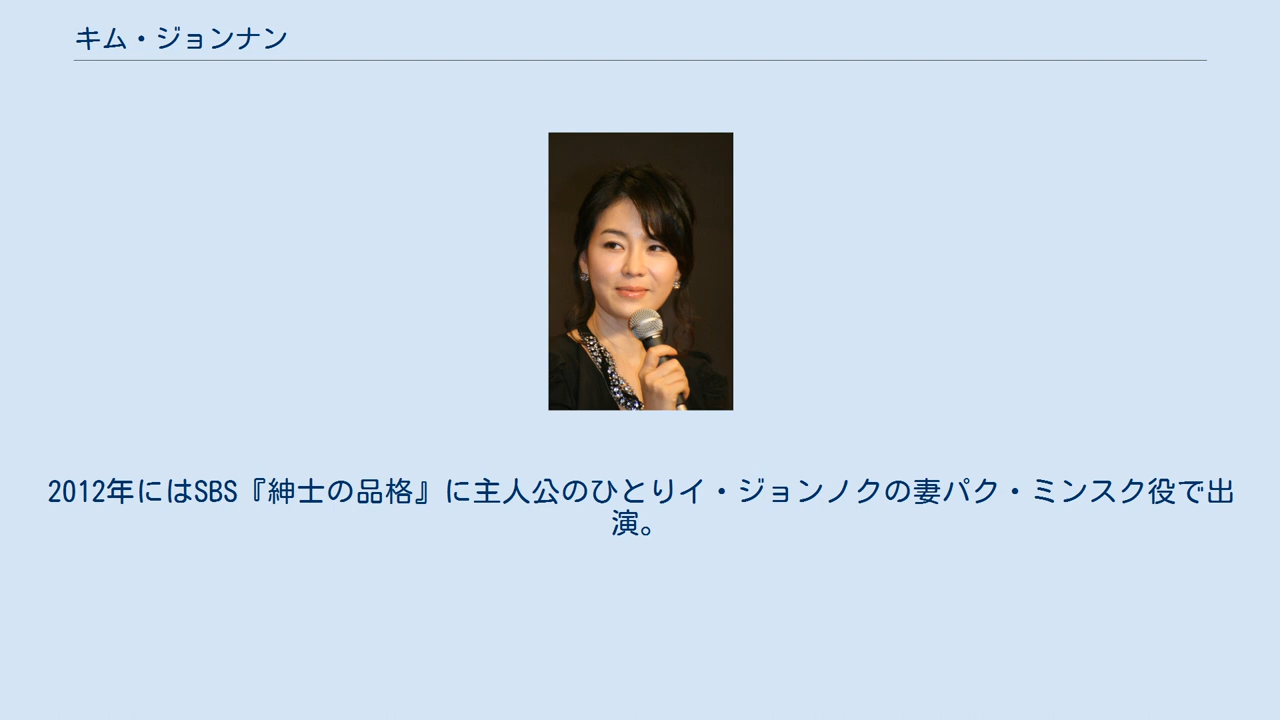 キム・ジョンナン
2012年にはSBS『紳士の品格』に主人公のひとりイ・ジョンノクの妻パク・ミンスク役で出
演。